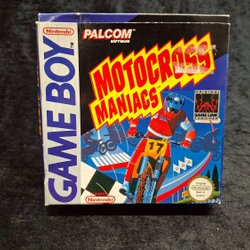 Nintendo
GAME BOY
PALCOM
SOFTWARE
MOTOCROSS
MANIACS
GAME LINK
17
Nintendo